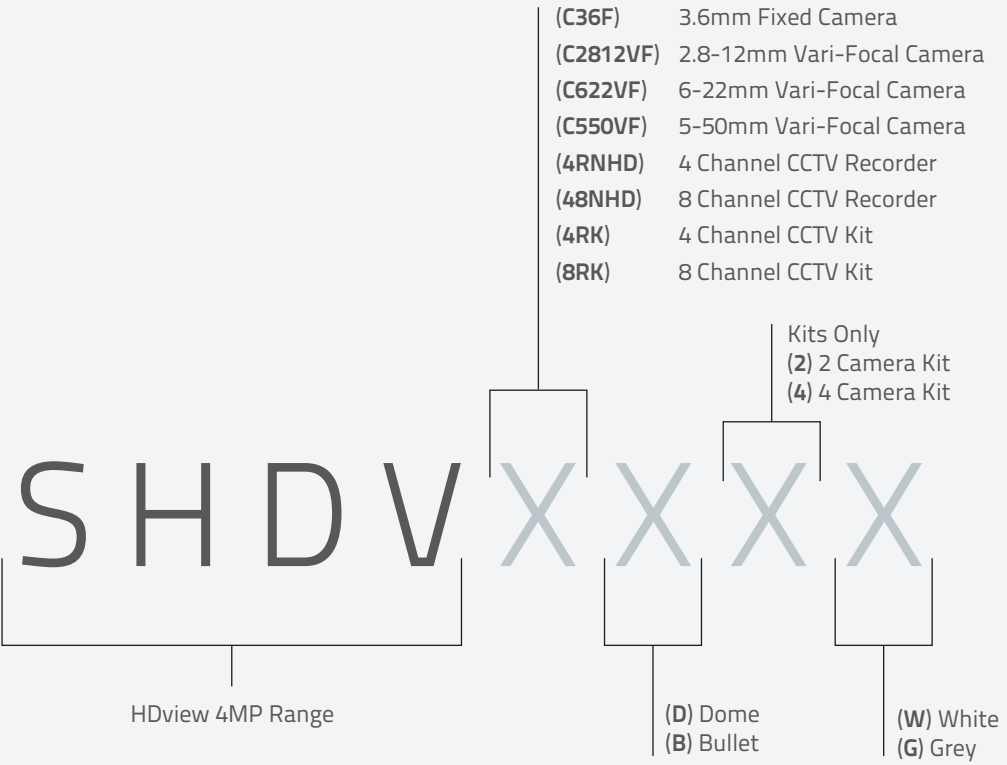 (C36F) 3.6mm Fixed Camera
(C2812VF) 2.8-12mm Vari-Focal Camera
(C622VF) 6-22mm Vari-Focal Camera
(C550VF) 5-50mm Vari-Focal Camera
(4RNHD) 4 Channel CCTV Recorder
(48NHD) 8 Channel CCTV Recorder
(4RK) 4 Channel CCTV Kit
(8RK) 8 Channel CCTV Kit
Kits Only
(2) 2 Camera Kit
(4) 4 Camera Kit
S H D V X X X X
HDview 4MP Range
(D) Dome
(B) Bullet
(W) White
(G) Grey